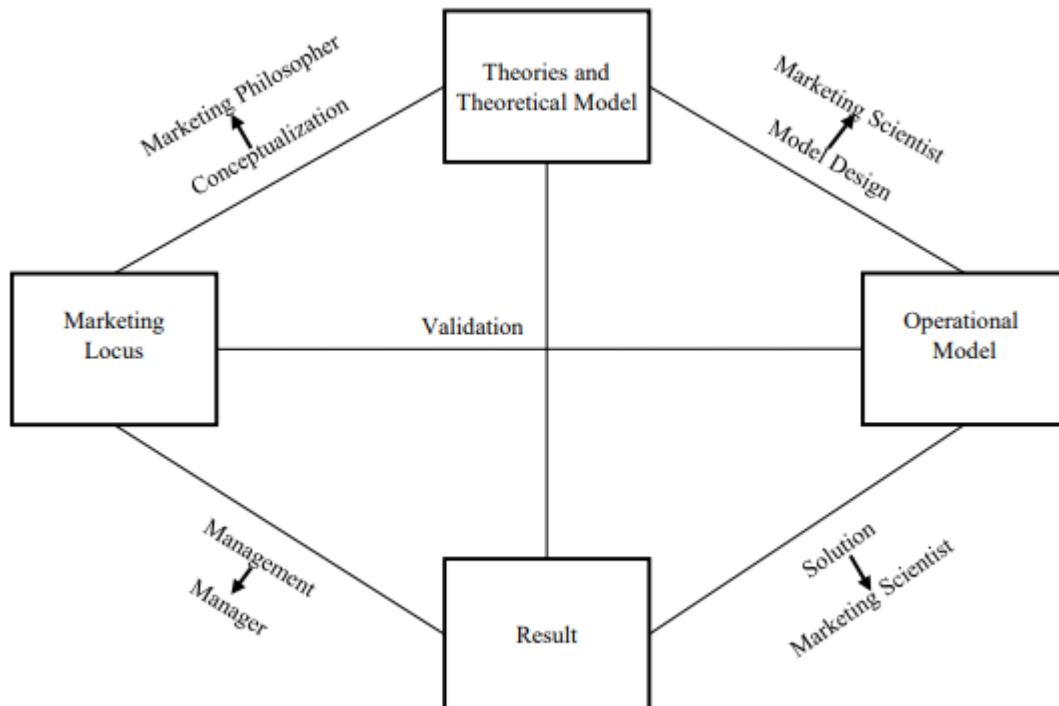 Theories and
Theoretical Model
Marketing Philosopher
Conceptualization
Marketing Scientist
Model Design
Marketing
Locus
Validation
Operational
Model
Management
Manager
Solution
Marketing Scientist
Result